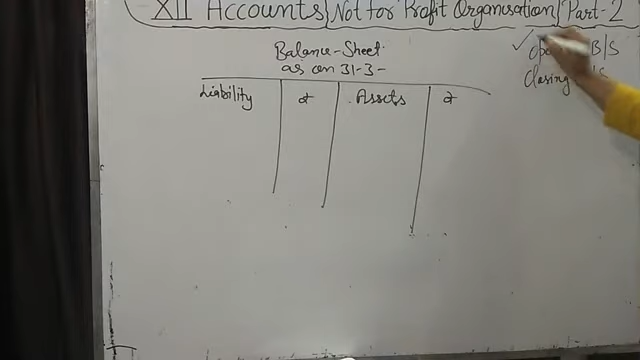 XII Accounts | Not for Profit Organisation | Part-2
Balance-Sheet
as on 31-3-
Liability ₹ Assets ₹
B/S
Closing